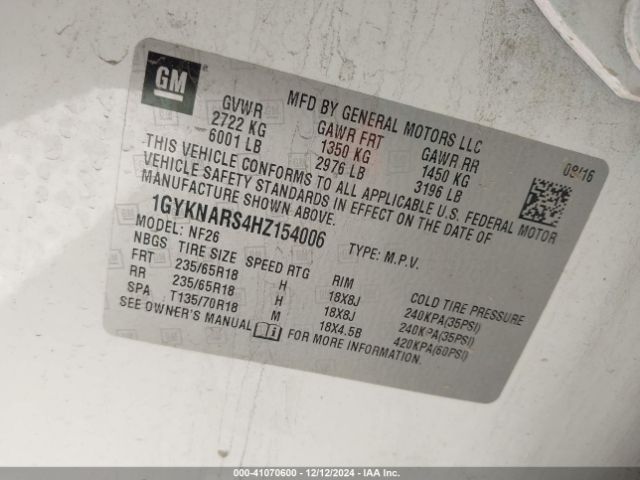 GM
MFD BY GENERAL MOTORS LLC
GVWR GAWR FRT GAWR RR
2722 KG 1350 KG 1450 KG
6001 LB 2976 LB 3196 LB
THIS VEHICLE CONFORMS TO ALL APPLICABLE U.S. FEDERAL MOTOR
VEHICLE SAFETY STANDARDS IN EFFECT ON THE DATE OF
MANUFACTURE SHOWN ABOVE.
1GYKNARS4HZ154006 TYPE: M.P.V.
MODEL: NF26
NBGS TIRE SIZE SPEED RTG RIM COLD TIRE PRESSURE
FRT 235/65R18 H 18X8J 240KPA(35PSI)
RR 235/65R18 H 18X8J 240KPA(35PSI)
SPA T135/70R18 M 18X4.5B 420KPA(60PSI)
SEE OWNER'S MANUAL i FOR MORE INFORMATION.
000-41070600 - 12/12/2024 - IAA Inc.